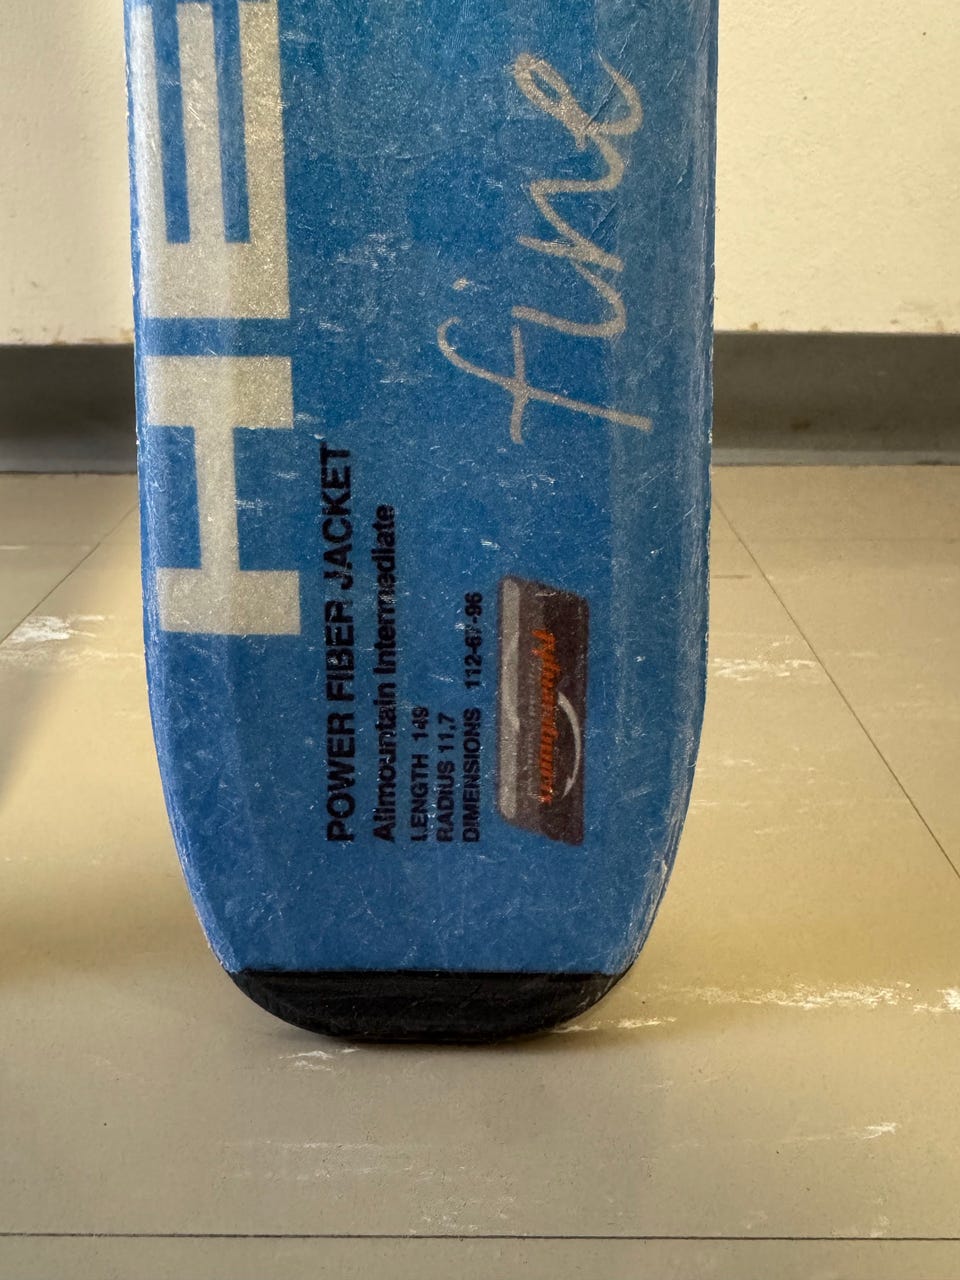 HE
fine
POWER FIBER JACKET
Allmountain Intermediate
LENGTH 149
RADIUS 11,7
DIMENSIONS 112-67-96